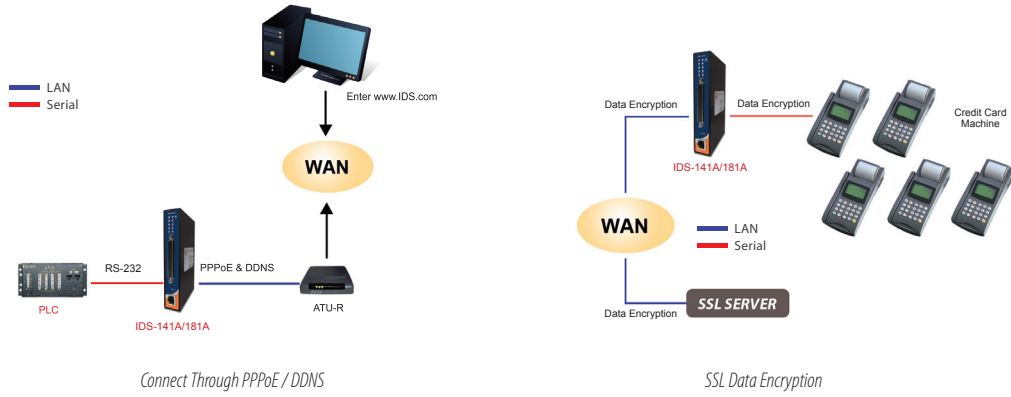 LAN
Serial
Enter www.IDS.com
WAN
RS-232
PPPoE & DDNS
PLC
IDS-141A/181A
ATU-R
Connect Through PPPoE / DDNS
Data Encryption
Data Encryption
Credit Card
Machine
IDS-141A/181A
WAN
LAN
Serial
Data Encryption
SSL SERVER
SSL Data Encryption